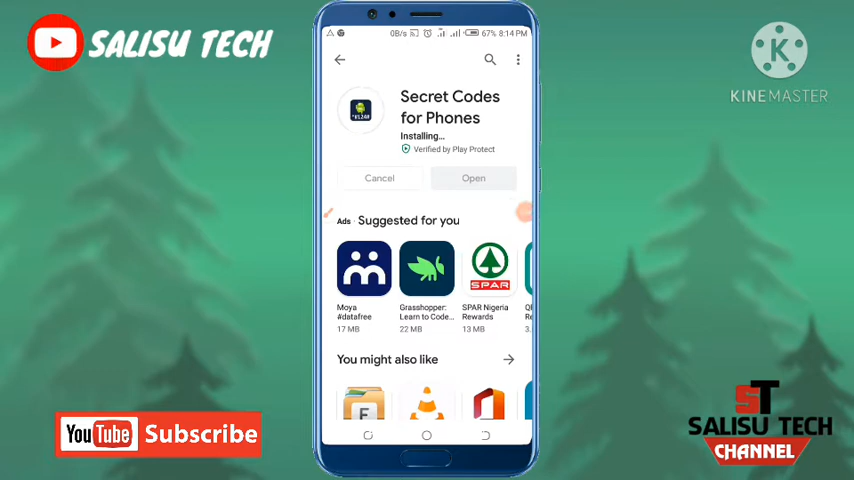 SALISU TECH
KINEMASTER
0B/s 67% 8:14 PM
Secret Codes
for Phones
Installing...
Verified by Play Protect
Cancel
Open
Ads · Suggested for you
Moya
#datafree
17 MB
Grasshopper:
Learn to Code...
22 MB
SPAR
SPAR Nigeria
Rewards
13 MB
You might also like
F
YouTube Subscribe
ST
SALISU TECH
CHANNEL